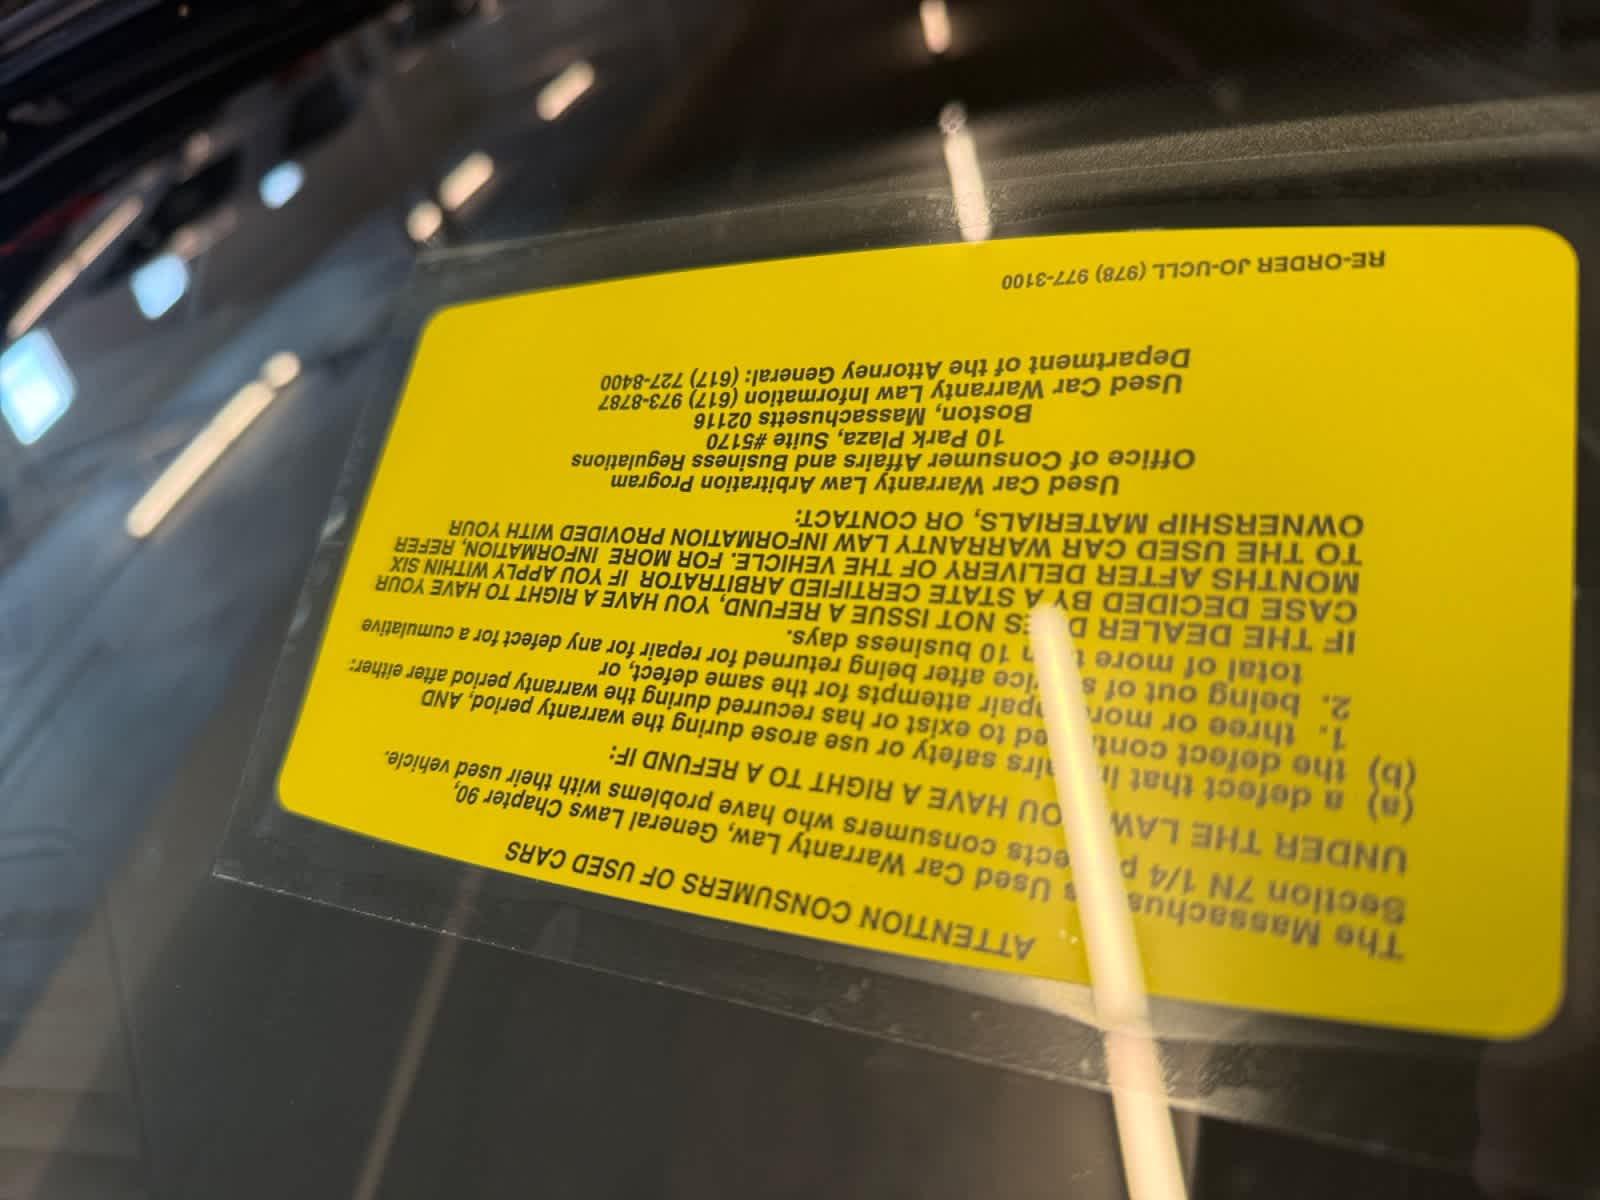 ATTENTION CONSUMERS OF USED CARS
The Massachus s Used Car Warranty Law, General Laws Chapter 90,
Section 7N 1/4 p ects consumers who have problems with their used vehicle.
UNDER THE LAW OU HAVE A RIGHT TO A REFUND IF:
(a) a defect that i airs safety or use arose during the warranty period, AND
(b) the defect conti ed to exist or has recurred during the warranty period after either:
1. three or more epair attempts for the same defect, or
2. being out of s ice after being returned for repair for any defect for a cumulative
total of more t n 10 business days.
IF THE DEALER D ES NOT ISSUE A REFUND, YOU HAVE A RIGHT TO HAVE YOUR
CASE DECIDED BY A STATE CERTIFIED ARBITRATOR IF YOU APPLY WITHIN SIX
MONTHS AFTER DELIVERY OF THE VEHICLE. FOR MORE INFORMATION, REFER
TO THE USED CAR WARRANTY LAW INFORMATION PROVIDED WITH YOUR
OWNERSHIP MATERIALS, OR CONTACT:
Used Car Warranty Law Arbitration Program
Office of Consumer Affairs and Business Regulations
10 Park Plaza, Suite #5170
Boston, Massachusetts 02116
Used Car Warranty Law Information (617) 973-8787
Department of the Attorney General: (617) 727-8400
RE-ORDER JO-UCLL (978) 977-3100